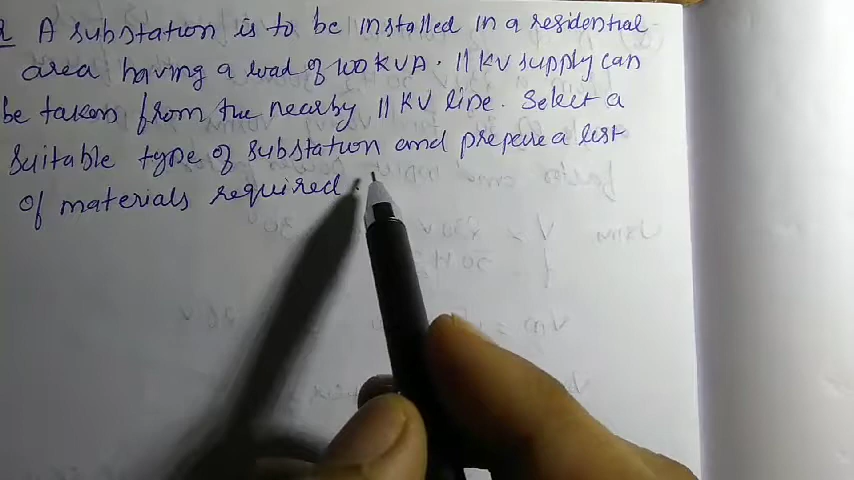 A substation is to be installed in a residential
area having a load of 100 KVA. 11 KV supply can
be taken from the nearby 11 KV line. Select a
suitable type of substation and prepare a list
of materials required.